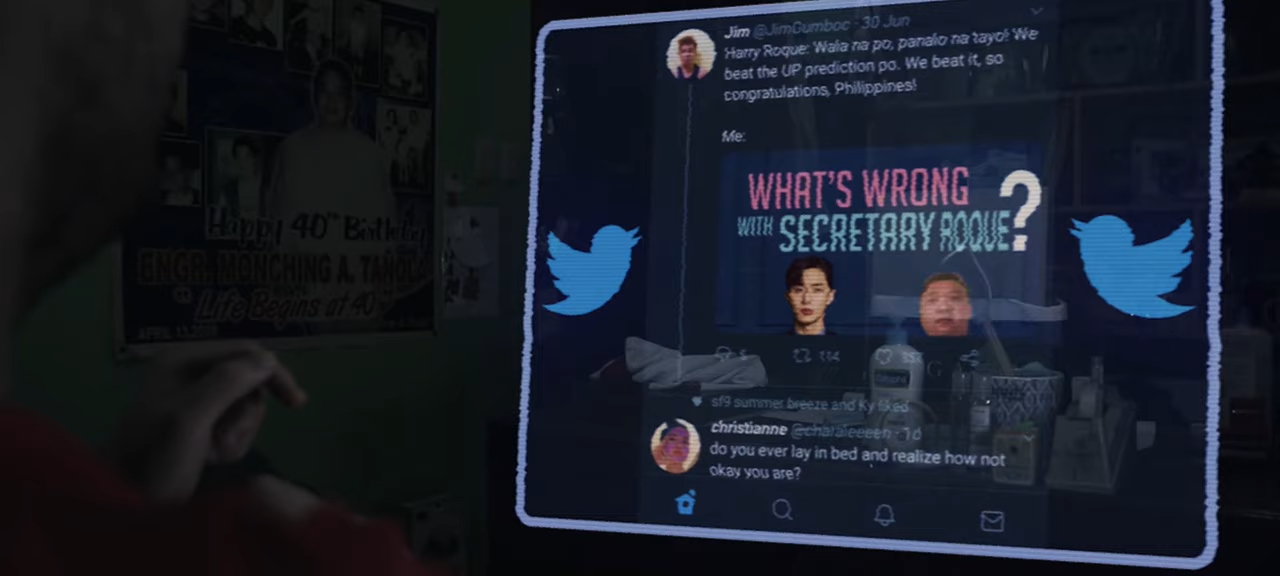 Happy 40th Birthday
ENGR. MONCHING A. TAÑOLA
"Life Begins at 40"
Jim @JimGumboc · 30 Jun
Harry Roque: Wala na po, panalo na tayo! We
beat the UP prediction po. We beat it, so
congratulations, Philippines!
Me:
WHAT'S WRONG
WITH SECRETARY ROQUE?
sf9 summer breeze and Ky liked
christianne @charaleeeen · 1d
do you ever lay in bed and realize how not
okay you are?